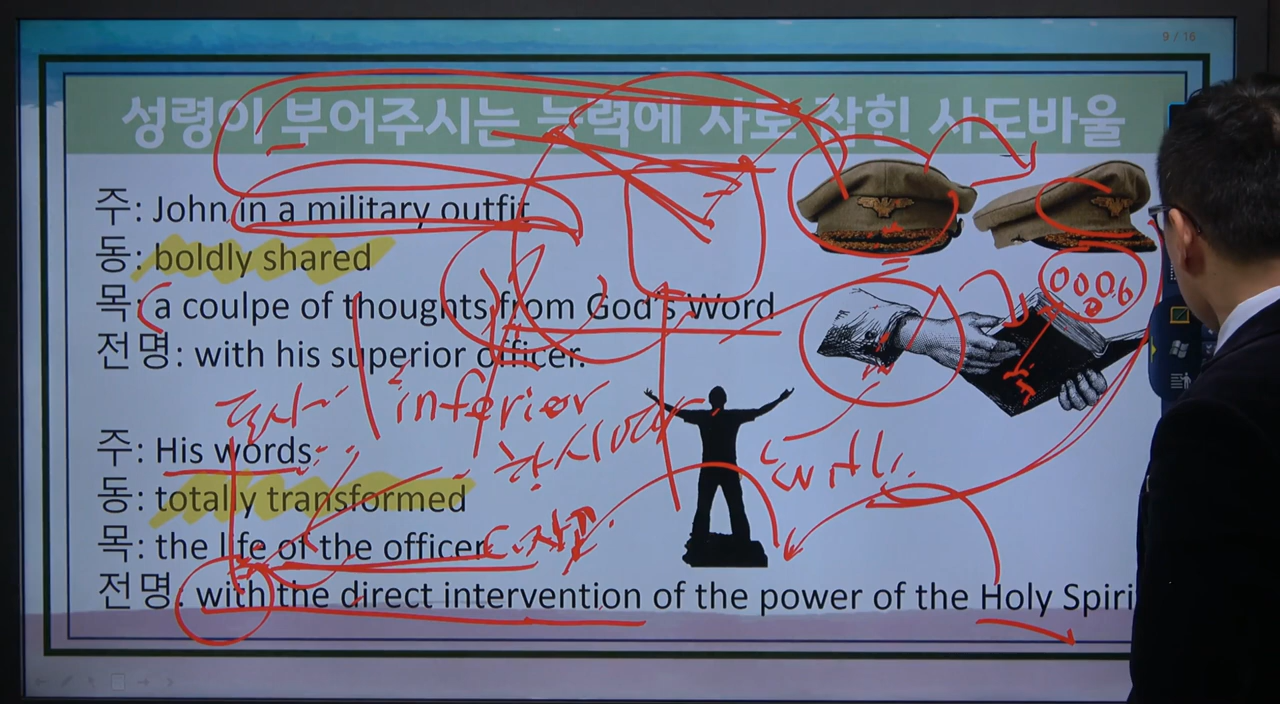 9 / 16
성령이 부어주시는 능력에 사로 잡힌 사도바울
주: John in a military outfit
동: boldly shared
목: a coulpe of thoughts from God's Word
전명: with his superior officer.
inferior
주: His words
동: totally transformed
목: the life of the officer
전명: with the direct intervention of the power of the Holy Spiri